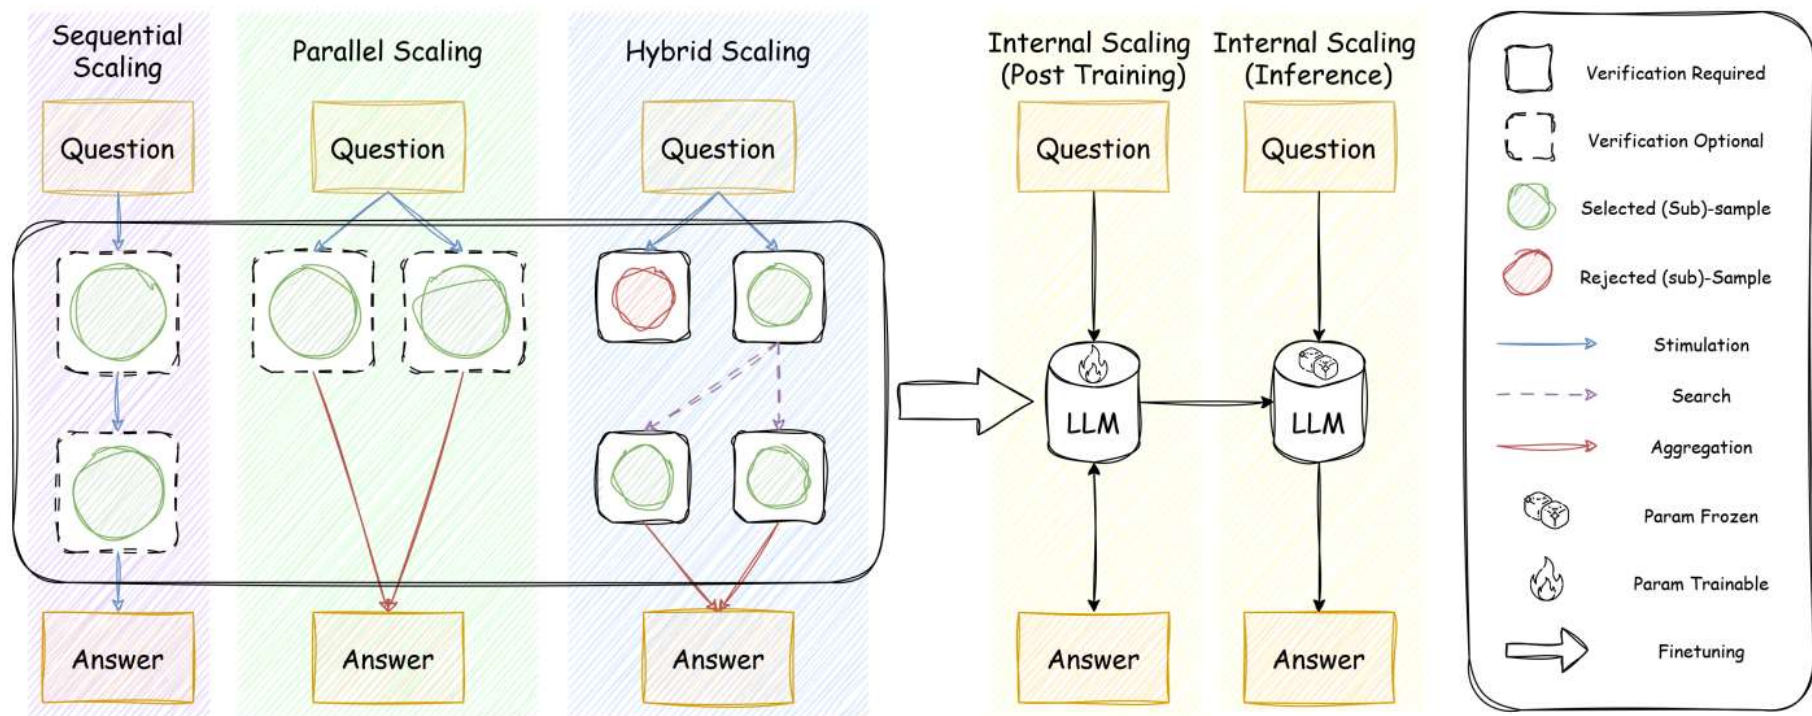 Sequential
Scaling
Parallel Scaling
Hybrid Scaling
Internal Scaling
(Post Training)
Internal Scaling
(Inference)
Question
Question
Question
Question
Question
LLM
LLM
Answer
Answer
Answer
Answer
Answer
Verification Required
Verification Optional
Selected (Sub)-sample
Rejected (sub)-Sample
Stimulation
Search
Aggregation
Param Frozen
Param Trainable
Finetuning